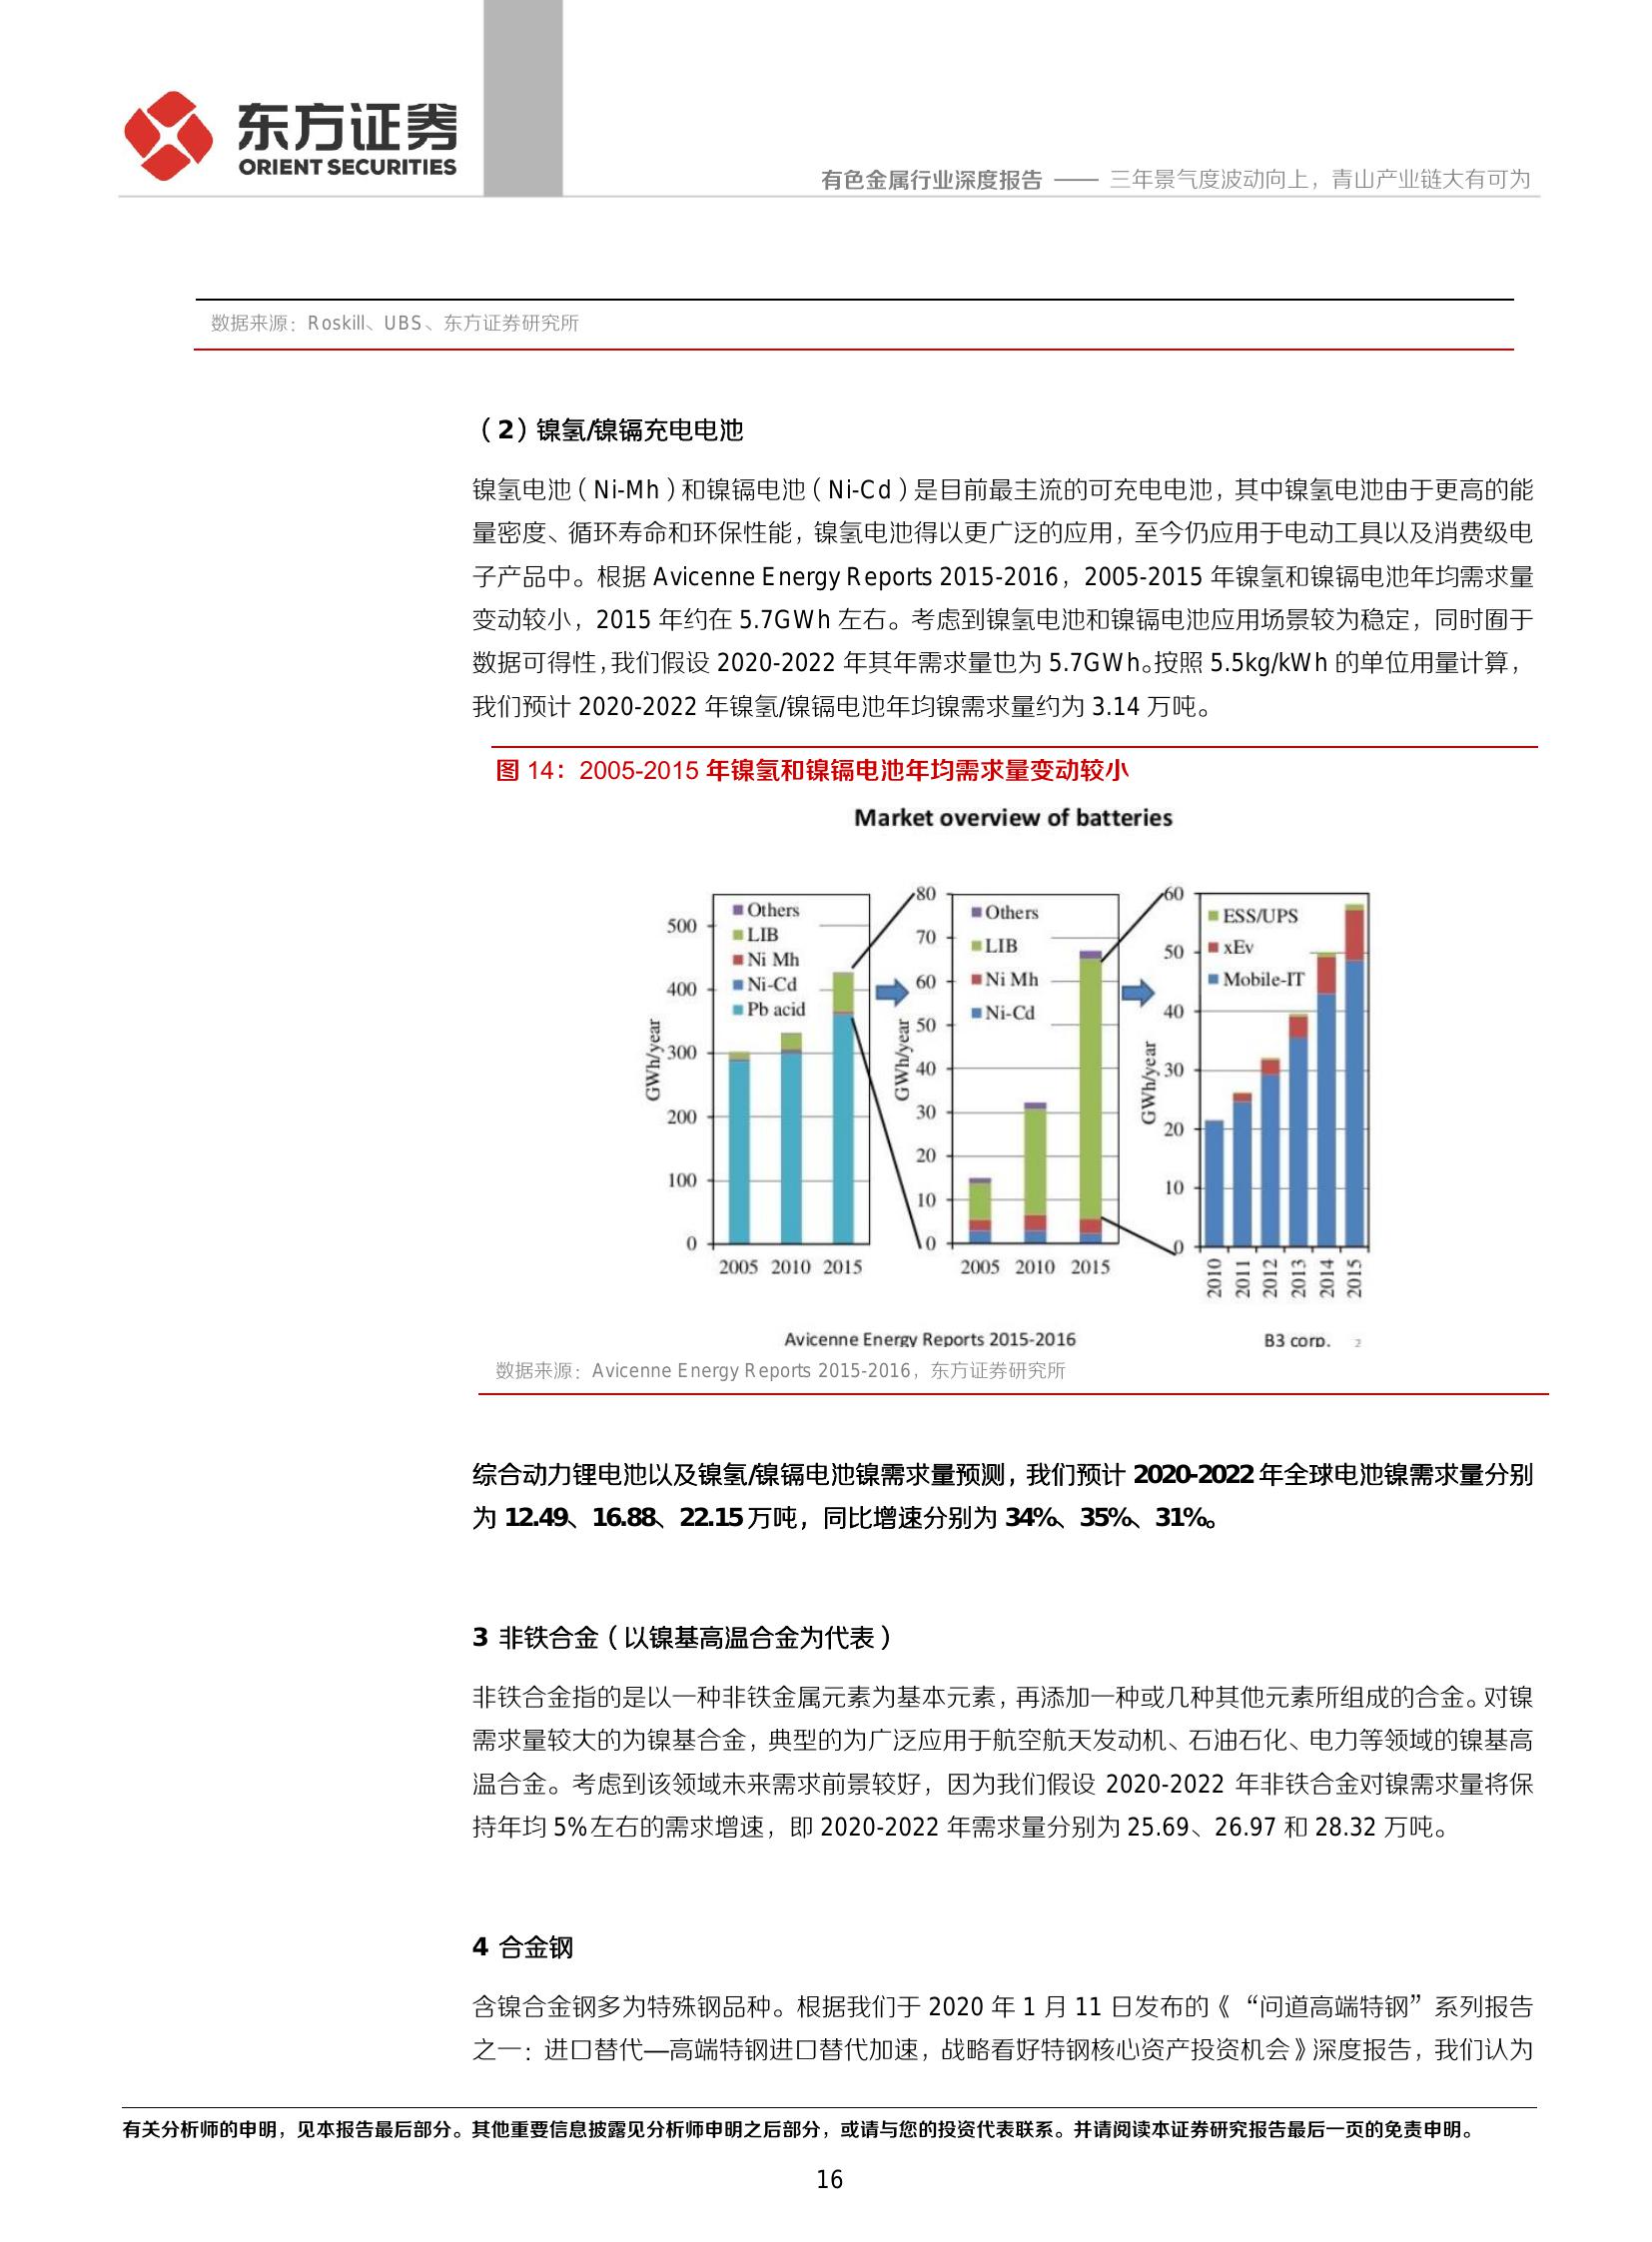 东方证券
ORIENT SECURITIES
有色金属行业深度报告 —— 三年景气度波动向上，青山产业链大有可为
数据来源：Roskill、UBS、东方证券研究所
（2）镍氢/镍镉充电电池
镍氢电池（Ni-Mh）和镍镉电池（Ni-Cd）是目前最主流的可充电电池，其中镍氢电池由于更高的能
量密度、循环寿命和环保性能，镍氢电池得以更广泛的应用，至今仍应用于电动工具以及消费级电
子产品中。根据 Avicenne Energy Reports 2015-2016，2005-2015 年镍氢和镍镉电池年均需求量
变动较小，2015 年约在 5.7GWh 左右。考虑到镍氢电池和镍镉电池应用场景较为稳定，同时囿于
数据可得性，我们假设 2020-2022 年其年需求量也为 5.7GWh。按照 5.5kg/kWh 的单位用量计算，
我们预计 2020-2022 年镍氢/镍镉电池年均镍需求量约为 3.14 万吨。
图 14：2005-2015 年镍氢和镍镉电池年均需求量变动较小
Market overview of batteries
GWh/year
500
400
300
200
100
0
Others
LIB
Ni Mh
Ni-Cd
Pb acid
2005 2010 2015
GWh/year
80
70
60
50
40
30
20
10
0
Others
LIB
Ni Mh
Ni-Cd
2005 2010 2015
GWh/year
60
50
40
30
20
10
0
ESS/UPS
xEv
Mobile-IT
2010 2011 2012 2013 2014 2015
Avicenne Energy Reports 2015-2016
B3 corp. 2
数据来源：Avicenne Energy Reports 2015-2016，东方证券研究所
综合动力锂电池以及镍氢/镍镉电池镍需求量预测，我们预计 2020-2022 年全球电池镍需求量分别
为 12.49、16.88、22.15 万吨，同比增速分别为 34%、35%、31%。
3 非铁合金（以镍基高温合金为代表）
非铁合金指的是以一种非铁金属元素为基本元素，再添加一种或几种其他元素所组成的合金。对镍
需求量较大的为镍基合金，典型的为广泛应用于航空航天发动机、石油石化、电力等领域的镍基高
温合金。考虑到该领域未来需求前景较好，因为我们假设 2020-2022 年非铁合金对镍需求量将保
持年均 5%左右的需求增速，即 2020-2022 年需求量分别为 25.69、26.97 和 28.32 万吨。
4 合金钢
含镍合金钢多为特殊钢品种。根据我们于 2020 年 1 月 11 日发布的《“问道高端特钢”系列报告
之一：进口替代—高端特钢进口替代加速，战略看好特钢核心资产投资机会》深度报告，我们认为
有关分析师的申明，见本报告最后部分。其他重要信息披露见分析师申明之后部分，或请与您的投资代表联系。并请阅读本证券研究报告最后一页的免责申明。
16